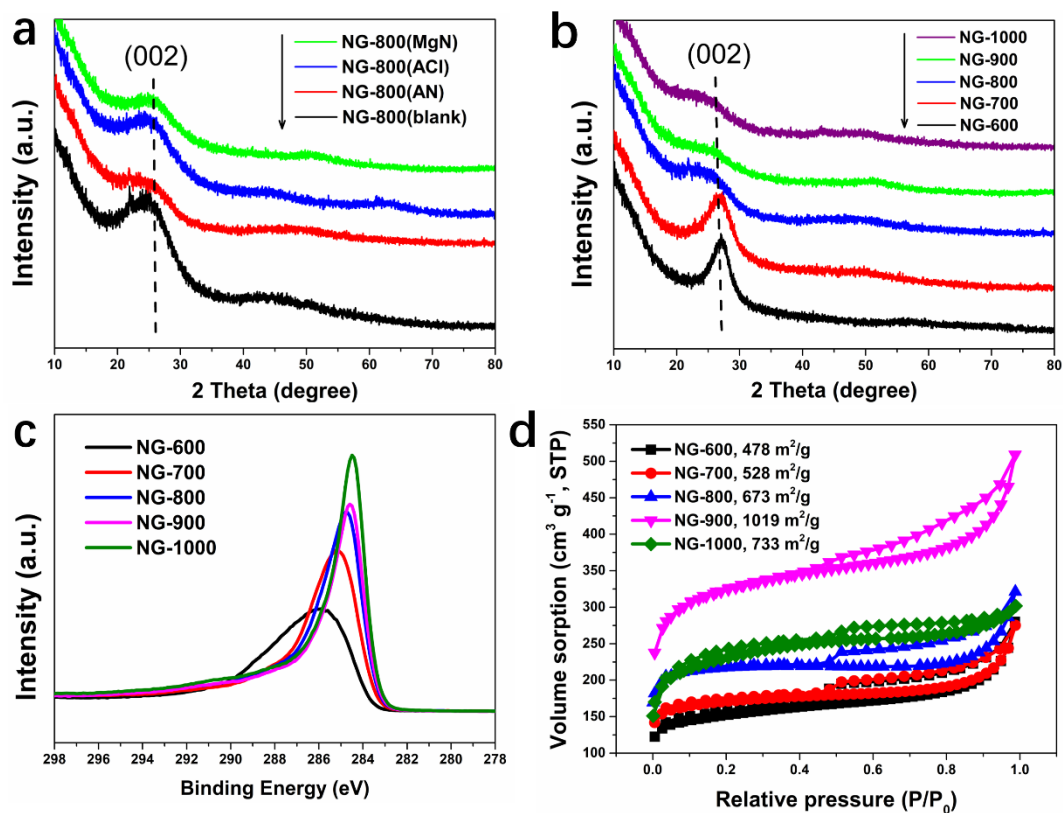 a
(002)
NG-800(MgN)
NG-800(ACl)
NG-800(AN)
NG-800(blank)
Intensity (a.u.)
10 20 30 40 50 60 70 80
2 Theta (degree)
b
(002)
NG-1000
NG-900
NG-800
NG-700
NG-600
Intensity (a.u.)
10 20 30 40 50 60 70 80
2 Theta (degree)
c
NG-600
NG-700
NG-800
NG-900
NG-1000
Intensity (a.u.)
298 296 294 292 290 288 286 284 282 280 278
Binding Energy (eV)
d
NG-600, 478 m²/g
NG-700, 528 m²/g
NG-800, 673 m²/g
NG-900, 1019 m²/g
NG-1000, 733 m²/g
Volume sorption (cm³ g⁻¹, STP)
550
500
450
400
350
300
250
200
150
100
0.0 0.2 0.4 0.6 0.8 1.0
Relative pressure (P/P₀)